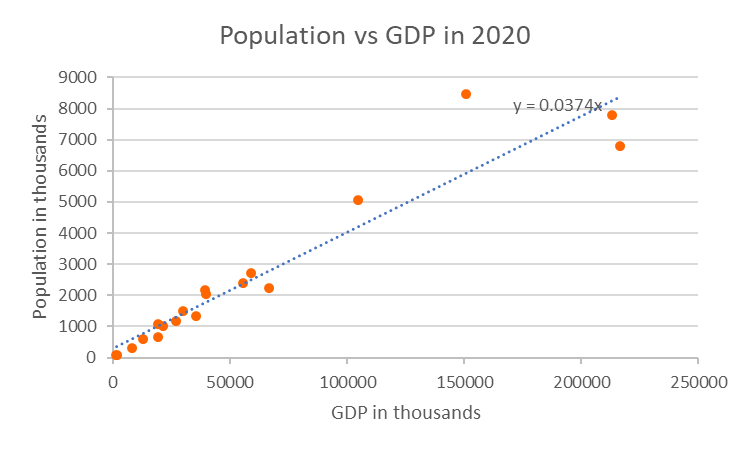 Population vs GDP in 2020
Population in thousands
9000
8000
7000
6000
5000
4000
3000
2000
1000
0
y = 0.0374x
0 50000 100000 150000 200000 250000
GDP in thousands